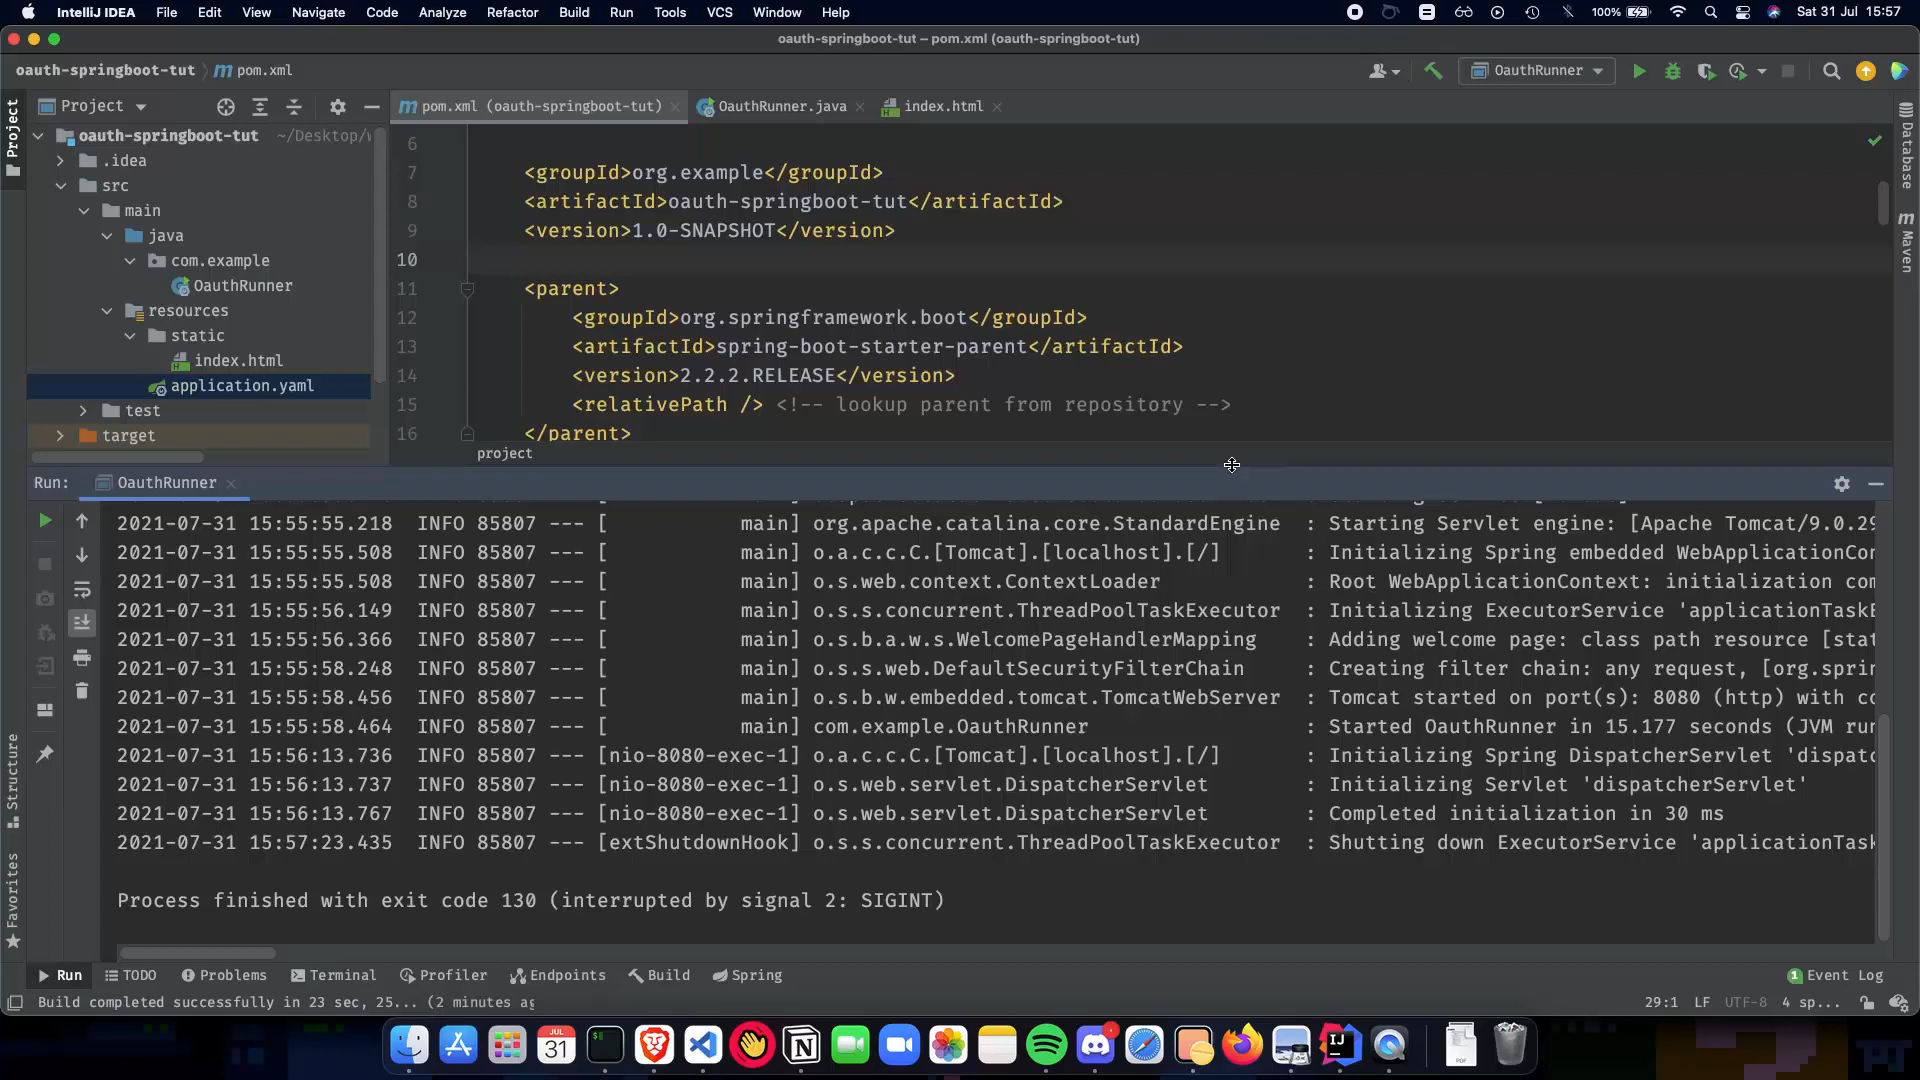 IntelliJ IDEA File Edit View Navigate Code Analyze Refactor Build Run Tools VCS Window Help 100% Sat 31 Jul 15:57
oauth-springboot-tut – pom.xml (oauth-springboot-tut)
oauth-springboot-tut pom.xml OauthRunner
Project pom.xml (oauth-springboot-tut) OauthRunner.java index.html
Project
oauth-springboot-tut ~/Desktop/
.idea
src
main
java
com.example
OauthRunner
resources
static
index.html
application.yaml
test
target
6
7 <groupId>org.example</groupId>
8 <artifactId>oauth-springboot-tut</artifactId>
9 <version>1.0-SNAPSHOT</version>
10
11 <parent>
12 <groupId>org.springframework.boot</groupId>
13 <artifactId>spring-boot-starter-parent</artifactId>
14 <version>2.2.2.RELEASE</version>
15 <relativePath /> <!-- lookup parent from repository -->
16 </parent>
project
Database
Maven
Run: OauthRunner
2021-07-31 15:55:55.218 INFO 85807 --- [ main] org.apache.catalina.core.StandardEngine : Starting Servlet engine: [Apache Tomcat/9.0.29
2021-07-31 15:55:55.508 INFO 85807 --- [ main] o.a.c.c.C.[Tomcat].[localhost].[/] : Initializing Spring embedded WebApplicationCon
2021-07-31 15:55:55.508 INFO 85807 --- [ main] o.s.web.context.ContextLoader : Root WebApplicationContext: initialization com
2021-07-31 15:55:56.149 INFO 85807 --- [ main] o.s.s.concurrent.ThreadPoolTaskExecutor : Initializing ExecutorService 'applicationTaskE
2021-07-31 15:55:56.366 INFO 85807 --- [ main] o.s.b.a.w.s.WelcomePageHandlerMapping : Adding welcome page: class path resource [stat
2021-07-31 15:55:58.248 INFO 85807 --- [ main] o.s.s.web.DefaultSecurityFilterChain : Creating filter chain: any request, [org.sprin
2021-07-31 15:55:58.456 INFO 85807 --- [ main] o.s.b.w.embedded.tomcat.TomcatWebServer : Tomcat started on port(s): 8080 (http) with co
2021-07-31 15:55:58.464 INFO 85807 --- [ main] com.example.OauthRunner : Started OauthRunner in 15.177 seconds (JVM run
2021-07-31 15:56:13.736 INFO 85807 --- [nio-8080-exec-1] o.a.c.c.C.[Tomcat].[localhost].[/] : Initializing Spring DispatcherServlet 'dispatc
2021-07-31 15:56:13.737 INFO 85807 --- [nio-8080-exec-1] o.s.web.servlet.DispatcherServlet : Initializing Servlet 'dispatcherServlet'
2021-07-31 15:56:13.767 INFO 85807 --- [nio-8080-exec-1] o.s.web.servlet.DispatcherServlet : Completed initialization in 30 ms
2021-07-31 15:57:23.435 INFO 85807 --- [extShutdownHook] o.s.s.concurrent.ThreadPoolTaskExecutor : Shutting down ExecutorService 'applicationTask
Process finished with exit code 130 (interrupted by signal 2: SIGINT)
Structure
Favorites
Run TODO Problems Terminal Profiler Endpoints Build Spring 1 Event Log
Build completed successfully in 23 sec, 25... (2 minutes ag 29:1 LF UTF-8 4 sp...
JUL
31
IJ
PDF